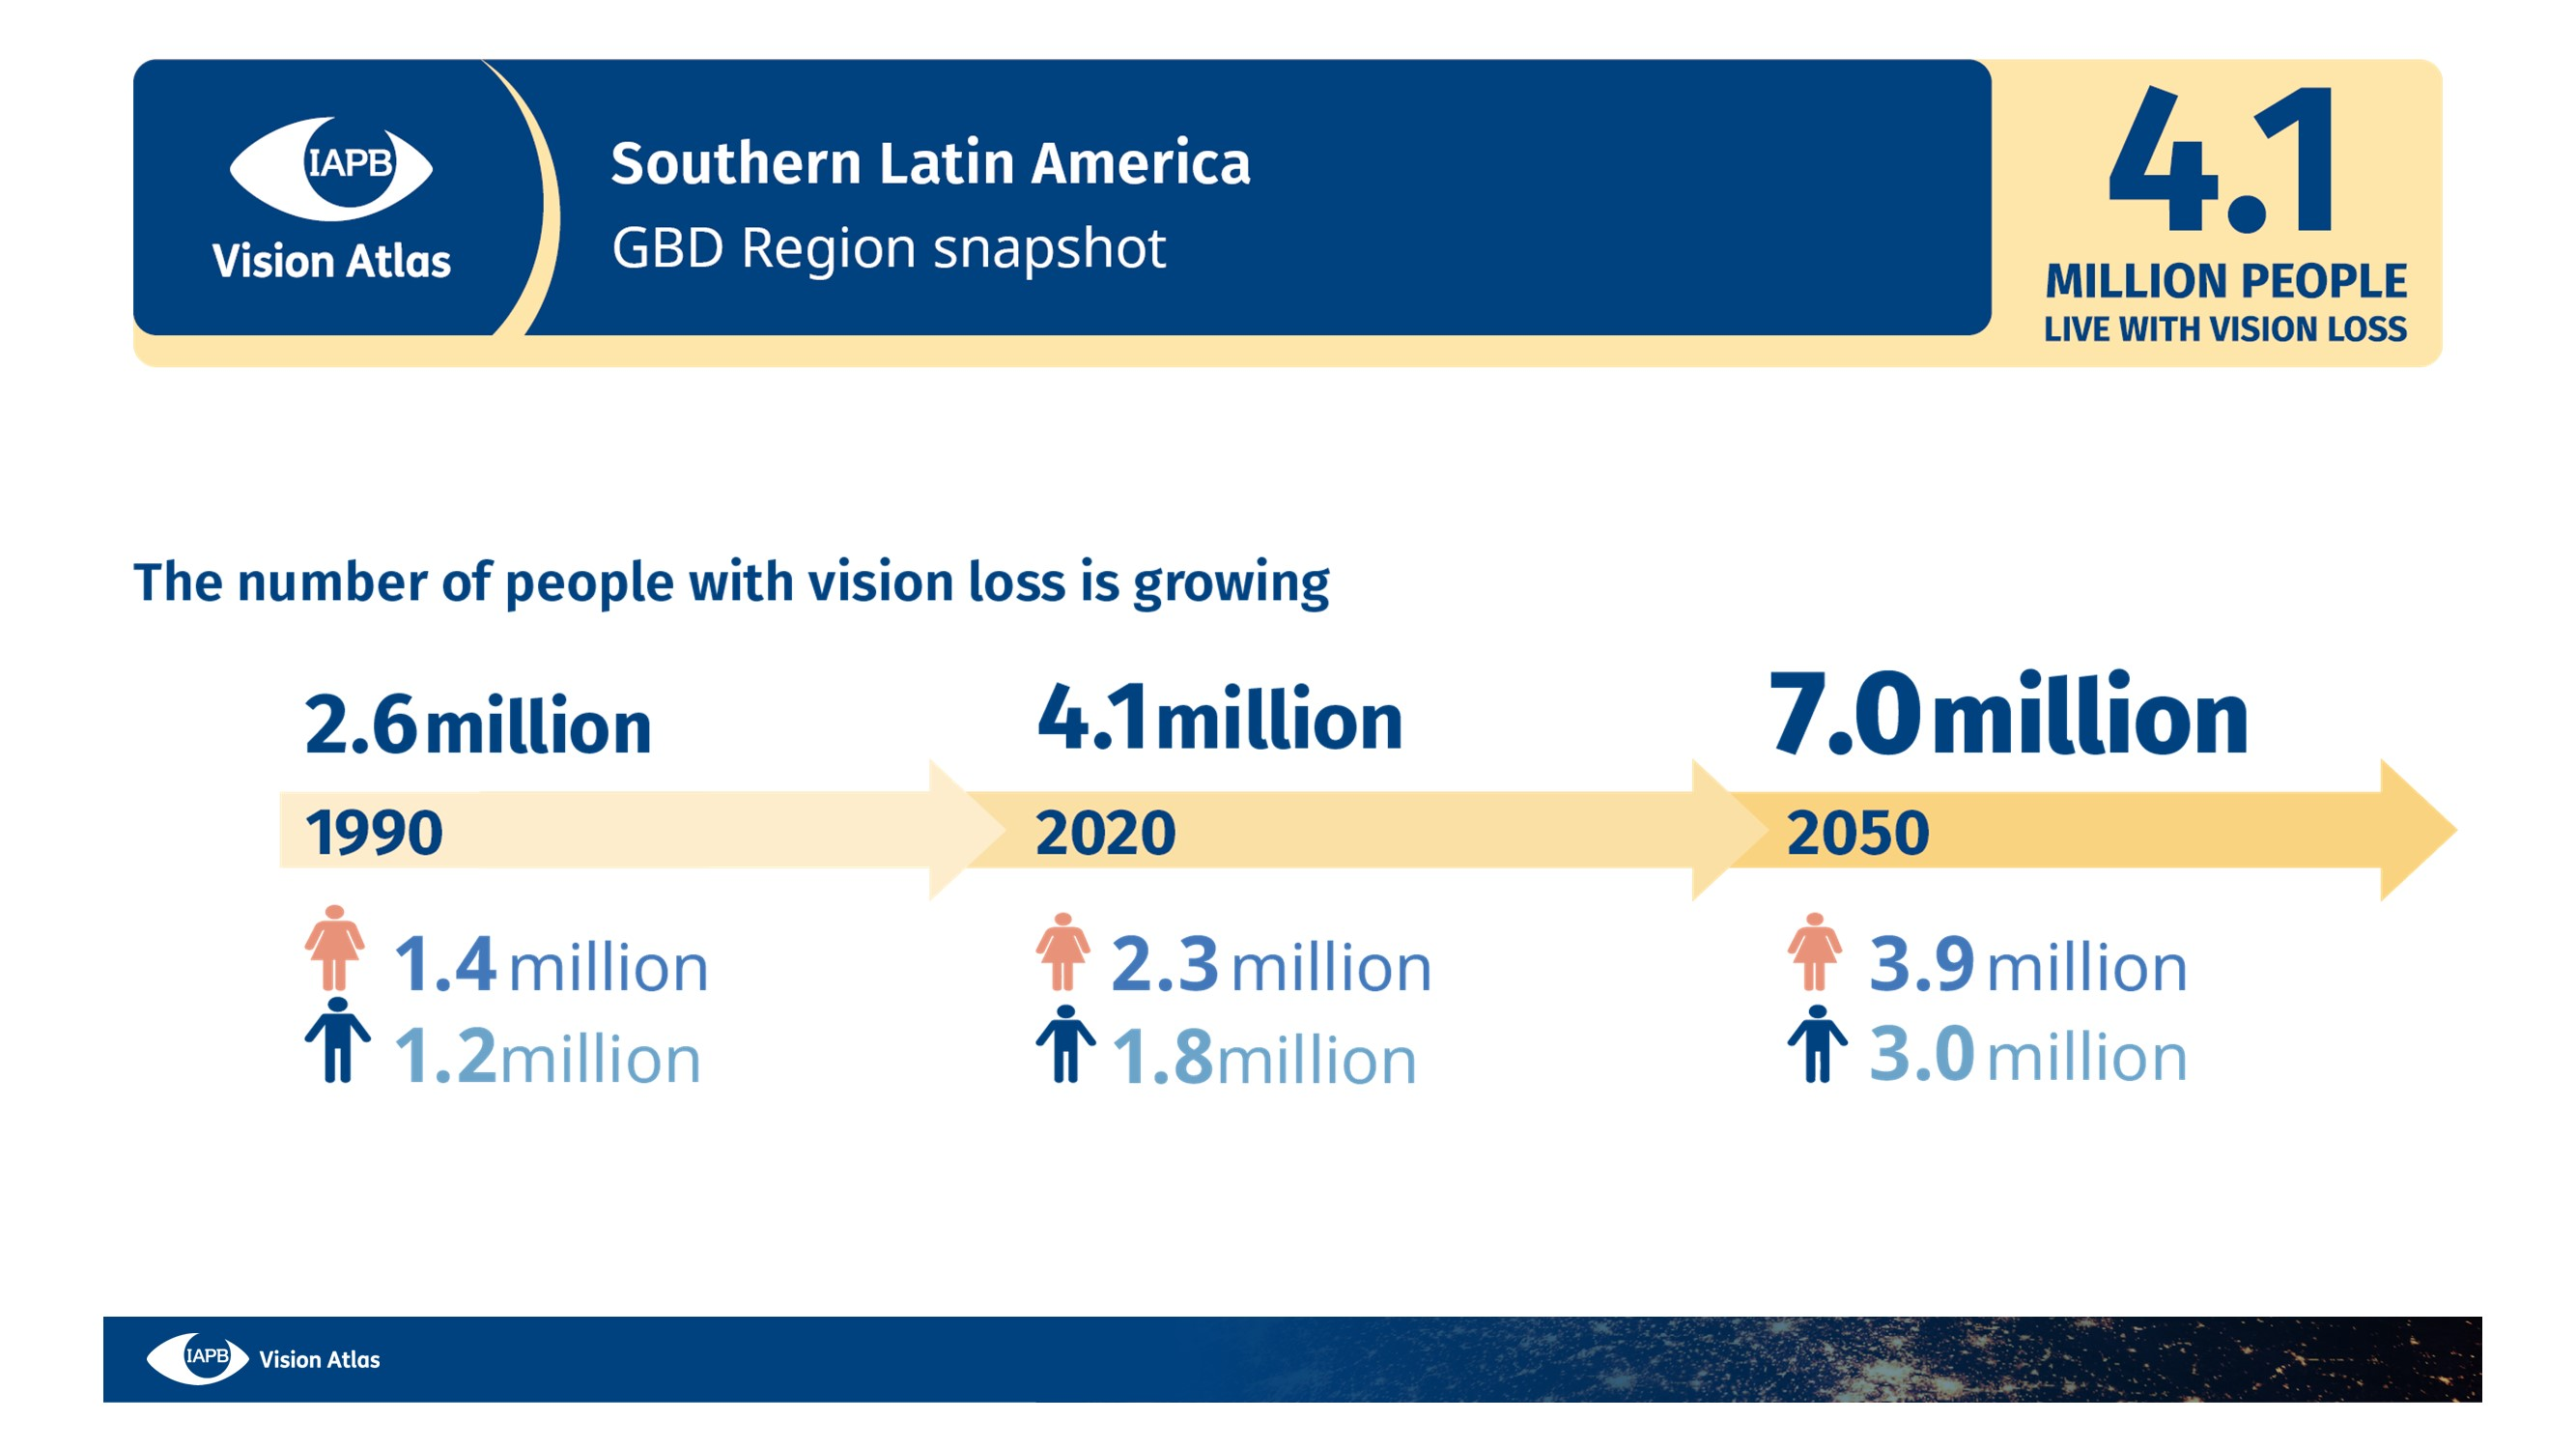 IAPB
Vision Atlas
Southern Latin America
GBD Region snapshot
4.1
MILLION PEOPLE
LIVE WITH VISION LOSS
The number of people with vision loss is growing
2.6 million
4.1 million
7.0 million
1990
2020
2050
1.4 million
2.3 million
3.9 million
1.2 million
1.8 million
3.0 million
IAPB Vision Atlas